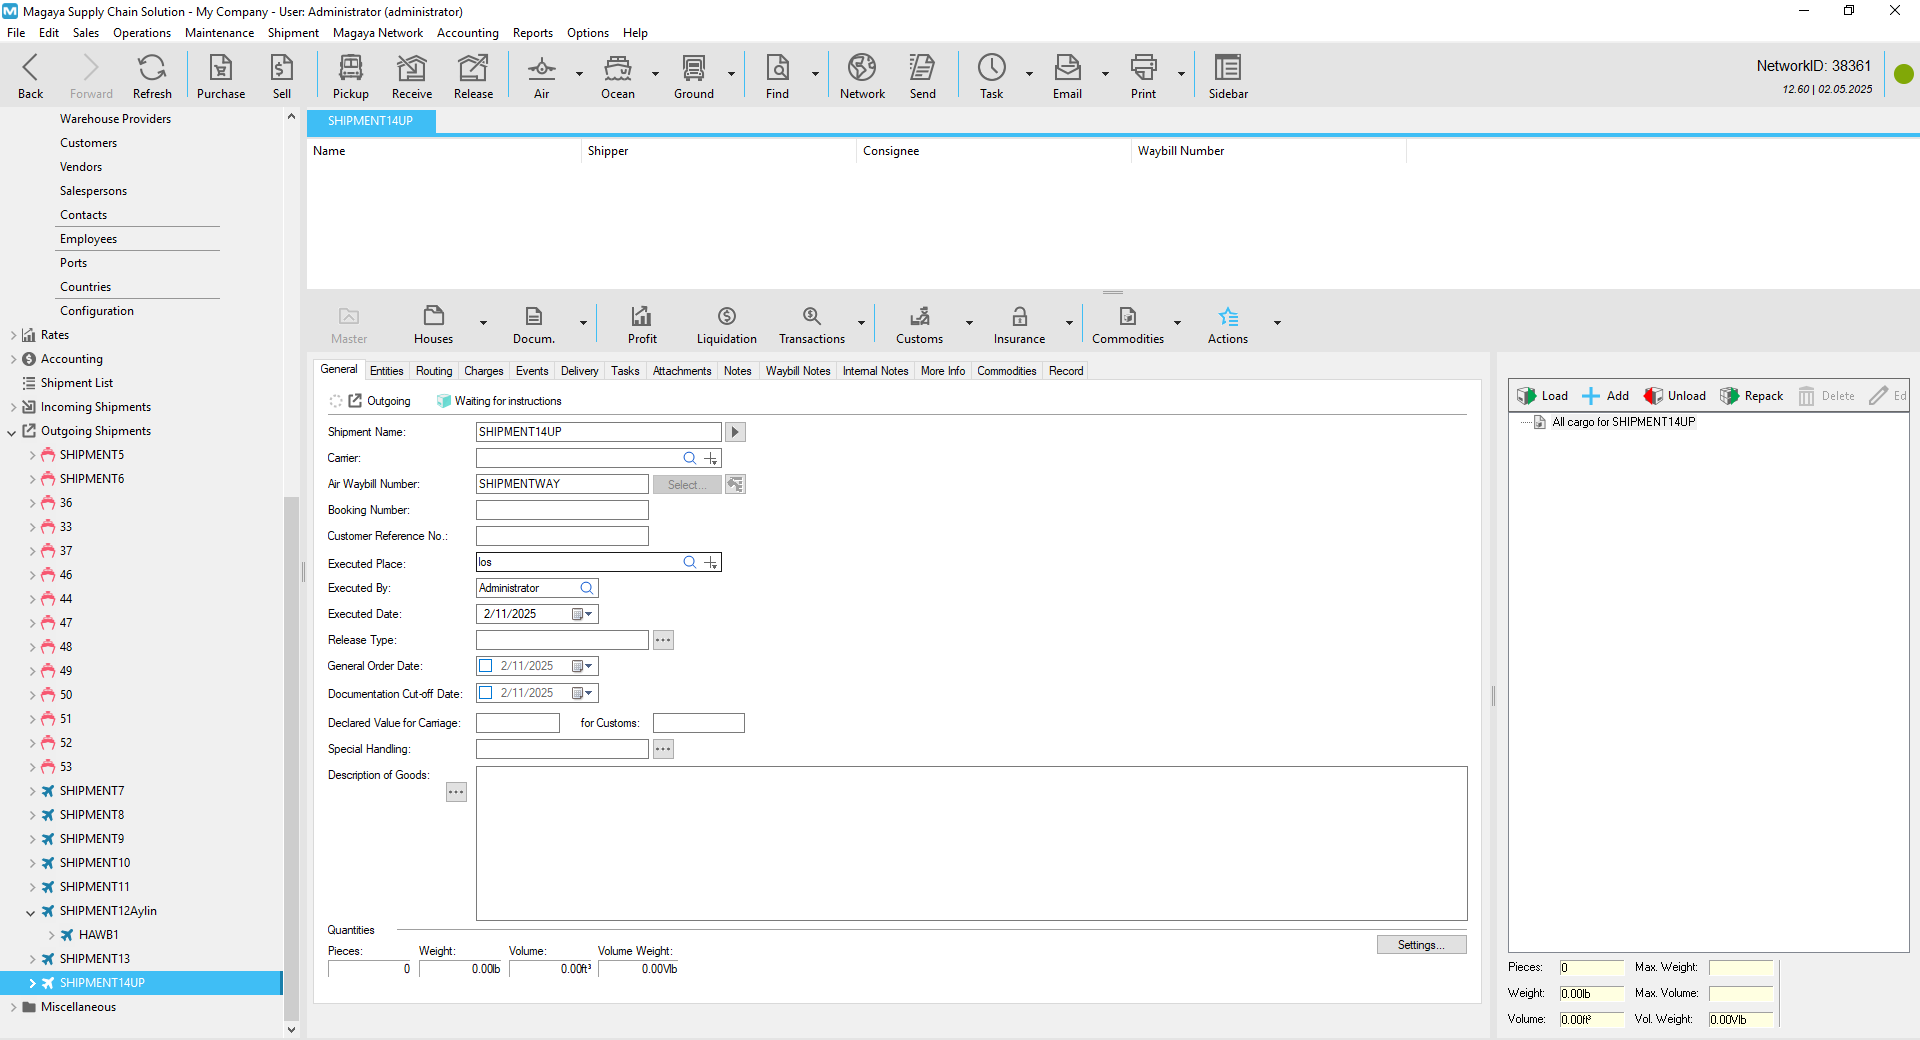 Magaya Supply Chain Solution - My Company - User: Administrator (administrator)
File Edit Sales Operations Maintenance Shipment Magaya Network Accounting Reports Options Help
Back Forward Refresh Purchase Sell Pickup Receive Release Air Ocean Ground Find Network Send Task Email Print Sidebar
NetworkID: 38361
12.60 | 02.05.2025
Warehouse Providers
Customers
Vendors
Salespersons
Contacts
Employees
Ports
Countries
Configuration
Rates
Accounting
Shipment List
Incoming Shipments
Outgoing Shipments
SHIPMENT5
SHIPMENT6
36
33
37
46
44
47
48
49
50
51
52
53
SHIPMENT7
SHIPMENT8
SHIPMENT9
SHIPMENT10
SHIPMENT11
SHIPMENT12Aylin
HAWB1
SHIPMENT13
SHIPMENT14UP
Miscellaneous
SHIPMENT14UP
Name Shipper Consignee Waybill Number
Master Houses Docum. Profit Liquidation Transactions Customs Insurance Commodities Actions
General Entities Routing Charges Events Delivery Tasks Attachments Notes Waybill Notes Internal Notes More Info Commodities Record
Outgoing Waiting for instructions
Shipment Name: SHIPMENT14UP
Carrier:
Air Waybill Number: SHIPMENTWAY Select...
Booking Number:
Customer Reference No.:
Executed Place: los
Executed By: Administrator
Executed Date: 2/11/2025
Release Type:
General Order Date: 2/11/2025
Documentation Cut-off Date: 2/11/2025
Declared Value for Carriage: for Customs:
Special Handling:
Description of Goods:
Quantities
Pieces: Weight: Volume: Volume Weight:
0 0.00lb 0.00ft³ 0.00Vlb
Settings...
Load Add Unload Repack Delete Ed
All cargo for SHIPMENT14UP
Pieces: 0 Max. Weight:
Weight: 0.00lb Max. Volume:
Volume: 0.00ft³ Vol. Weight: 0.00Vlb